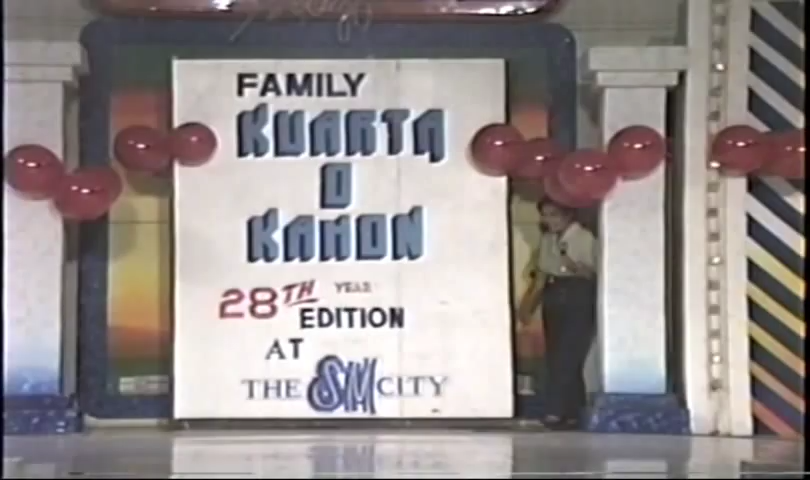 FAMILY
KUARTA
O
KAHON
28TH YEAR
EDITION
AT
THE SM CITY